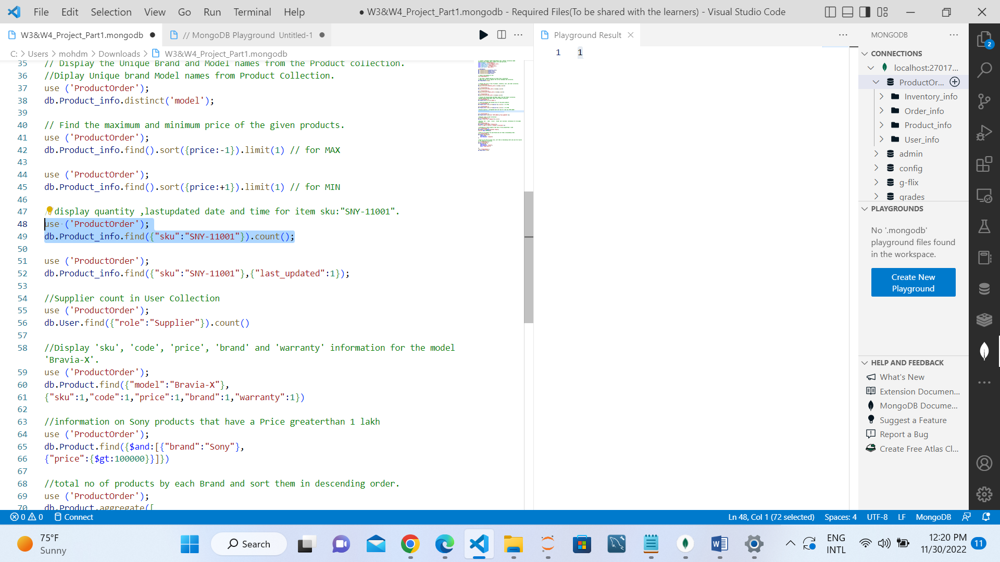 File Edit Selection View Go Run Terminal Help
● W3&W4_Project_Part1.mongodb - Required Files(To be shared with the learners) - Visual Studio Code
W3&W4_Project_Part1.mongodb
// MongoDB Playground Untitled-1
C: > Users > mohdm > Downloads > W3&W4_Project_Part1.mongodb
35 // Display the Unique Brand and Model names from the Product collection.
36 //Diplay Unique brand Model names from Product Collection.
37 use ('ProductOrder');
38 db.Product_info.distinct('model');
39
40 // Find the maximum and minimum price of the given products.
41 use ('ProductOrder');
42 db.Product_info.find().sort({price:-1}).limit(1) // for MAX
43
44 use ('ProductOrder');
45 db.Product_info.find().sort({price:+1}).limit(1) // for MIN
46
47 display quantity ,lastupdated date and time for item sku:"SNY-11001".
48 use ('ProductOrder');
49 db.Product_info.find({"sku":"SNY-11001"}).count();
50
51 use ('ProductOrder');
52 db.Product_info.find({"sku":"SNY-11001"},{"last_updated":1});
53
54 //Supplier count in User Collection
55 use ('ProductOrder');
56 db.User.find({"role":"Supplier"}).count()
57
58 //Display 'sku', 'code', 'price', 'brand' and 'warranty' information for the model
'Bravia-X'.
59 use ('ProductOrder');
60 db.Product.find({"model":"Bravia-X"},
61 {"sku":1,"code":1,"price":1,"brand":1,"warranty":1})
62
63 //information on Sony products that have a Price greaterthan 1 lakh
64 use ('ProductOrder');
65 db.Product.find({$and:[{"brand":"Sony"},
66 {"price":{$gt:100000}}]})
67
68 //total no of products by each Brand and sort them in descending order.
69 use ('ProductOrder');
70 db.Product.aggregate([
Playground Result
1 1
MONGODB
CONNECTIONS
localhost:27017...
ProductOr...
Inventory_info
Order_info
Product_info
User_info
admin
config
g-flix
grades
PLAYGROUNDS
No '.mongodb'
playground files found
in the workspace.
Create New
Playground
HELP AND FEEDBACK
What's New
Extension Documen...
MongoDB Docume...
Suggest a Feature
Report a Bug
Create Free Atlas Cl...
2
0 0 Connect
Ln 48, Col 1 (72 selected) Spaces: 4 UTF-8 LF MongoDB
75°F
Sunny
Search
ENG
INTL
12:20 PM
11/30/2022
11